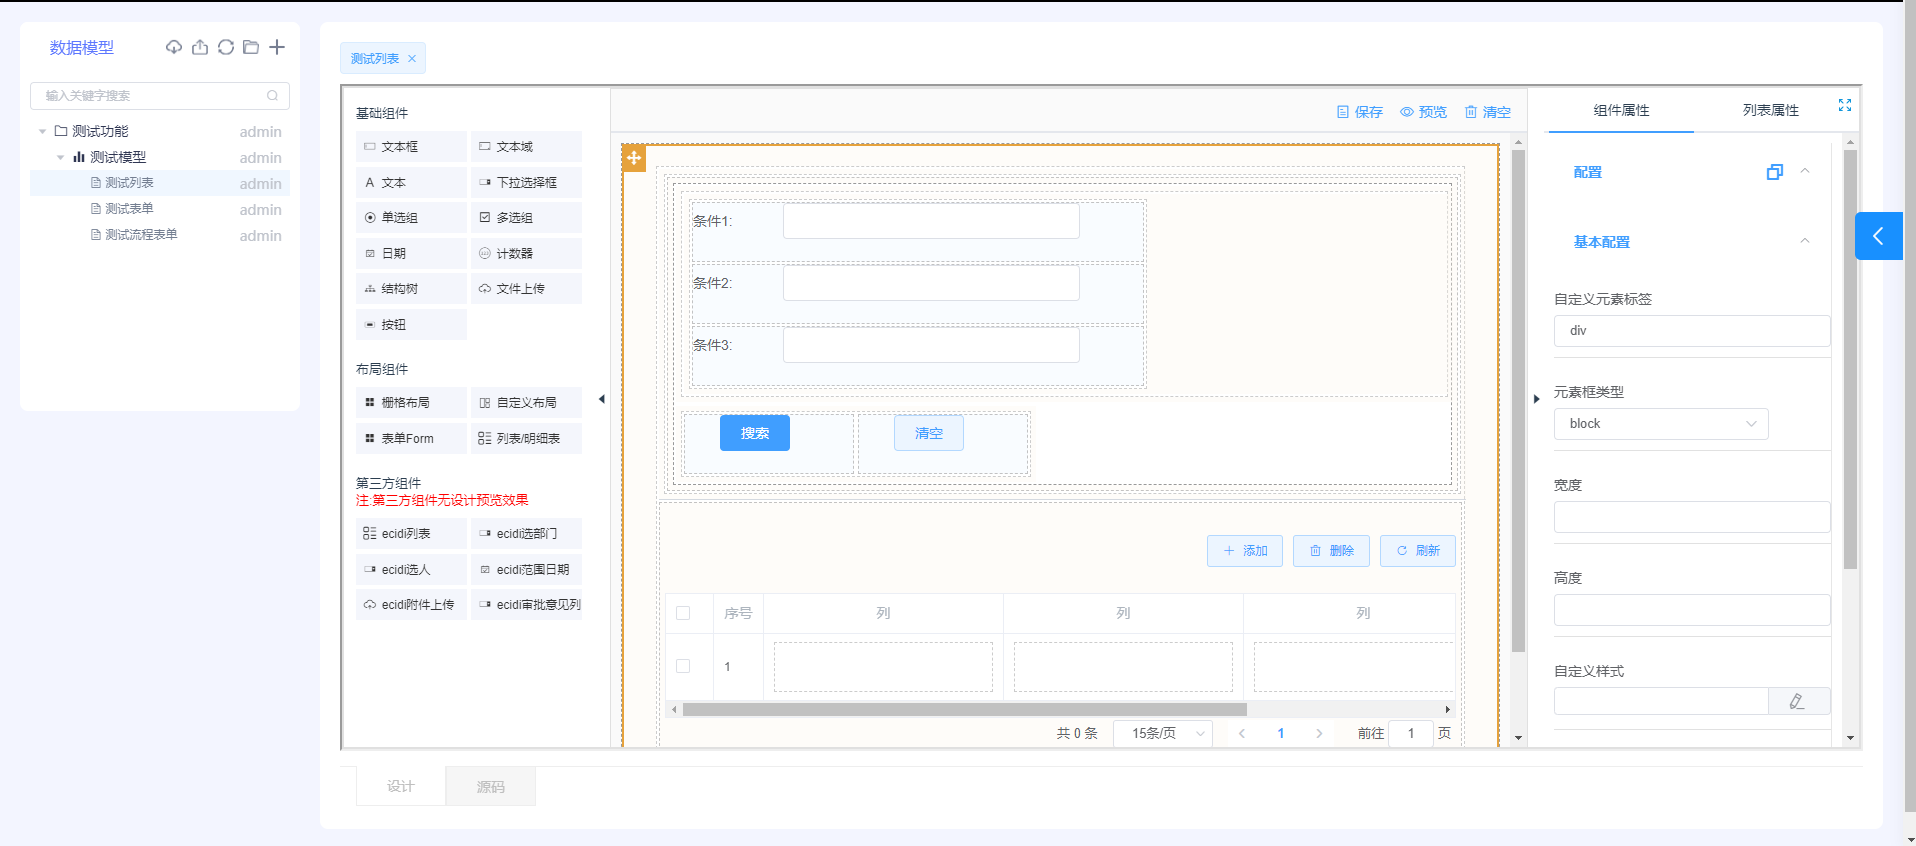 数据模型
输入关键字搜索
测试功能 admin
测试模型 admin
测试列表 admin
测试表单 admin
测试流程表单 admin
测试列表
基础组件
文本框 文本域
文本 下拉选择框
单选组 多选组
日期 计数器
结构树 文件上传
按钮
布局组件
栅格布局 自定义布局
表单Form 列表/明细表
第三方组件
注:第三方组件无设计预览效果
ecidi列表 ecidi选部门
ecidi选人 ecidi范围日期
ecidi附件上传 ecidi审批意见列
保存 预览 清空
条件1:
条件2:
条件3:
搜索 清空
添加 删除 刷新
序号 列 列 列
1
共 0 条 15条/页 1 前往 1 页
组件属性 列表属性
配置
基本配置
自定义元素标签
div
元素框类型
block
宽度
高度
自定义样式
设计 源码